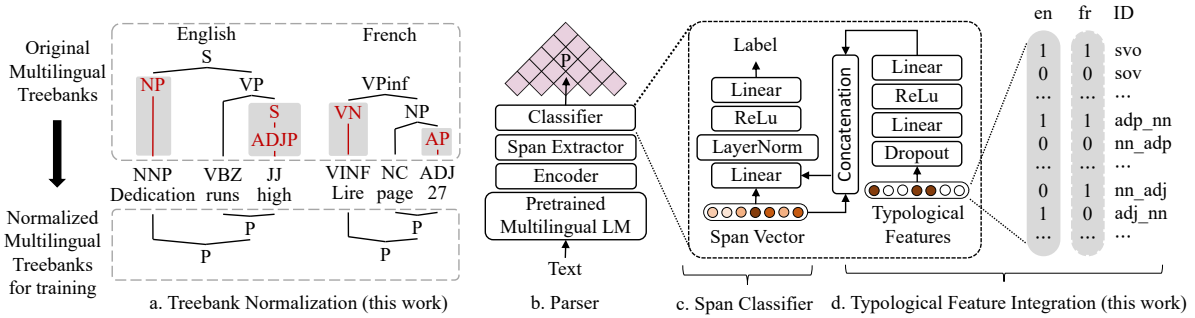 Original
Multilingual
Treebanks
Normalized
Multilingual
Treebanks
for training
English
French
S
NP
VP
S
ADJP
NNP
VBZ
JJ
Dedication
runs
high
VPinf
VN
NP
AP
VINF
NC
ADJ
Lire
page
27
P
P
P
P
a. Treebank Normalization (this work)
P
Classifier
Span Extractor
Encoder
Pretrained
Multilingual LM
Text
b. Parser
Label
Linear
ReLu
LayerNorm
Linear
Span Vector
c. Span Classifier
Concatenation
Linear
ReLu
Linear
Dropout
Typological
Features
en fr ID
1 1 svo
0 0 sov
... ... ...
1 1 adp_nn
0 0 nn_adp
... ... ...
0 1 nn_adj
1 0 adj_nn
... ... ...
d. Typological Feature Integration (this work)